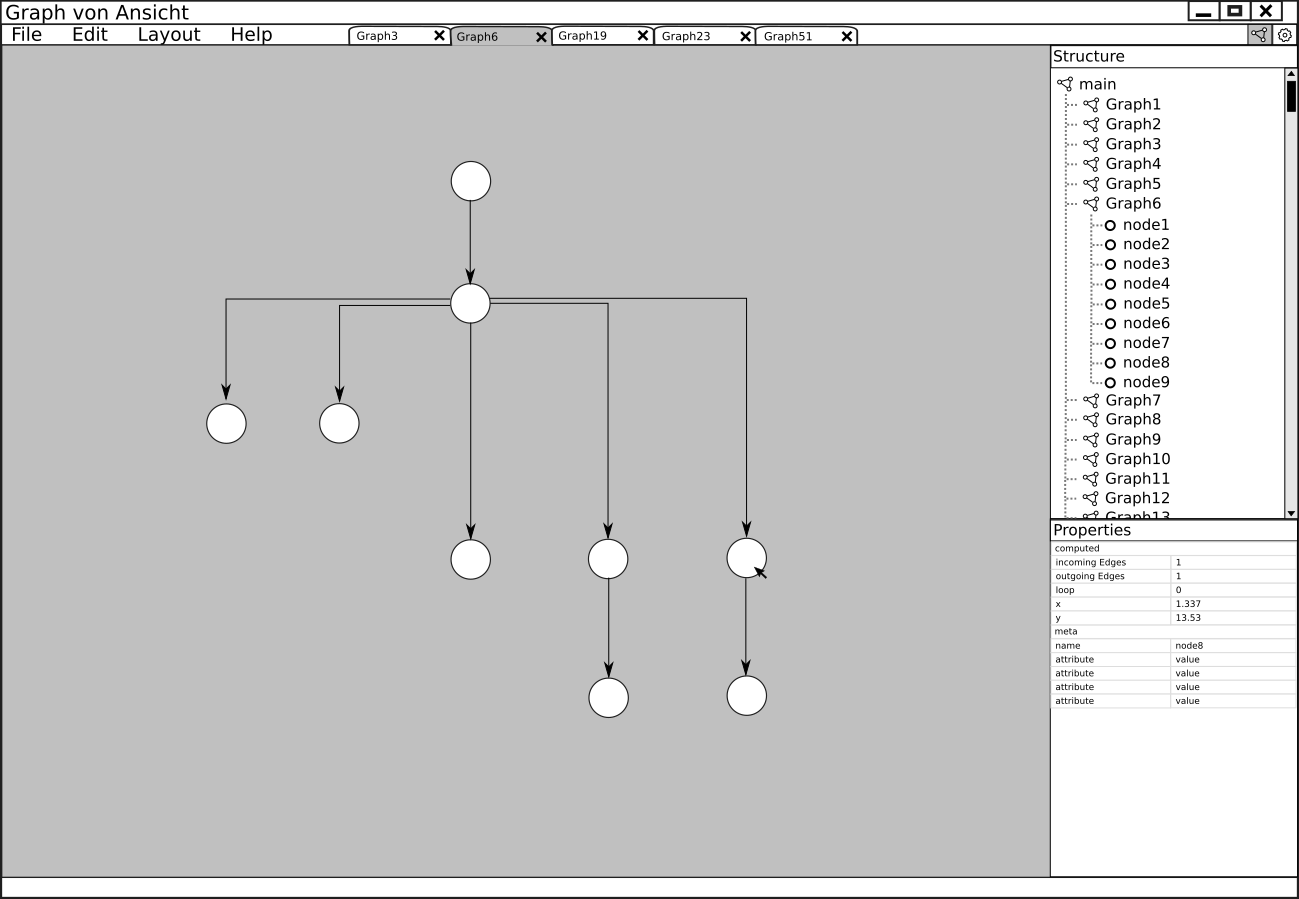 Graph von Ansicht
File Edit Layout Help Graph3 Graph6 Graph19 Graph23 Graph51
Structure
main
Graph1
Graph2
Graph3
Graph4
Graph5
Graph6
node1
node2
node3
node4
node5
node6
node7
node8
node9
Graph7
Graph8
Graph9
Graph10
Graph11
Graph12
Graph13
Properties
computed
incoming Edges 1
outgoing Edges 1
loop 0
x 1.337
y 13.53
meta
name node8
attribute value
attribute value
attribute value
attribute value